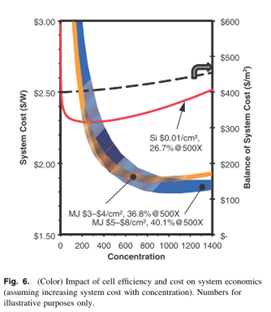 $3.00
$2.50
$2.00
$1.50
System Cost ($/W)
$600
$500
$400
$300
$200
$100
$-
Balance of System Cost ($/m²)
Si $0.01/cm²,
26.7%@500X
MJ $3–$4/cm², 36.8%@500X
MJ $5–$8/cm², 40.1%@500X
0 200 400 600 800 1000 1200 1400
Concentration
Fig. 6. (Color) Impact of cell efficiency and cost on system economics
(assuming increasing system cost with concentration). Numbers for
illustrative purposes only.